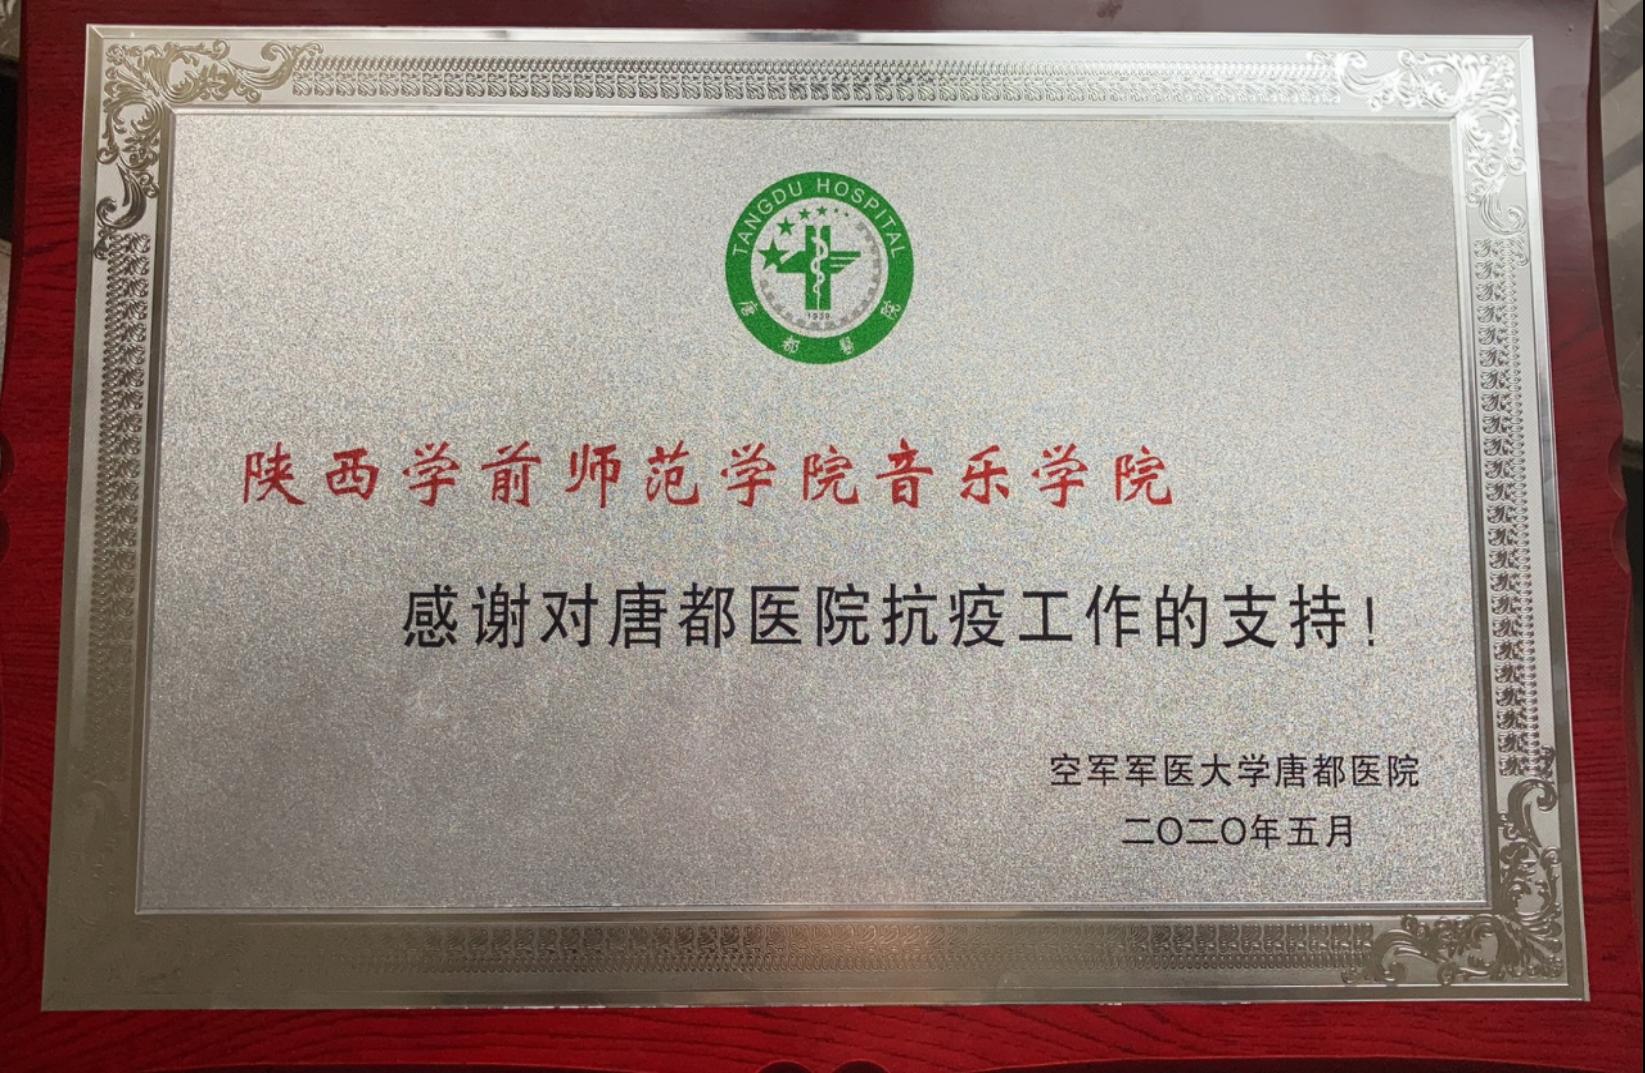 TANGDU HOSPITAL
1939
唐都醫院
陕西学前师范学院音乐学院
感谢对唐都医院抗疫工作的支持！
空军军医大学唐都医院
二〇二〇年五月